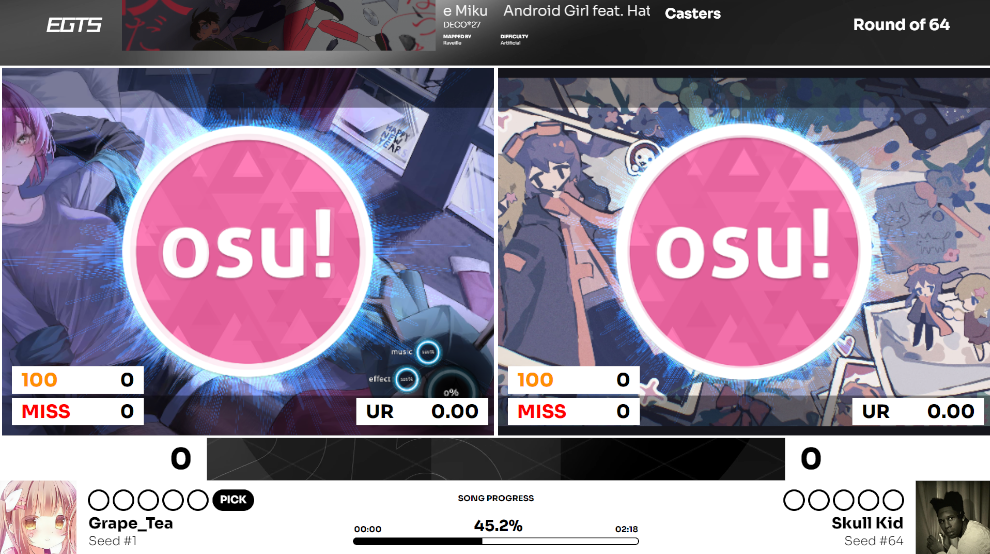 EGTS
e Miku Android Girl feat. Hat
DECO*27
MAPPED BY
Raveille
DIFFICULTY
Artificial
Casters
Round of 64
だ
HAPPY NEW YEAR
osu!
osu!
music
effect
0%
100 0
MISS 0
UR 0.00
100 0
MISS 0
UR 0.00
0
0
PICK
Grape_Tea
Seed #1
SONG PROGRESS
00:00
45.2%
02:18
Skull Kid
Seed #64